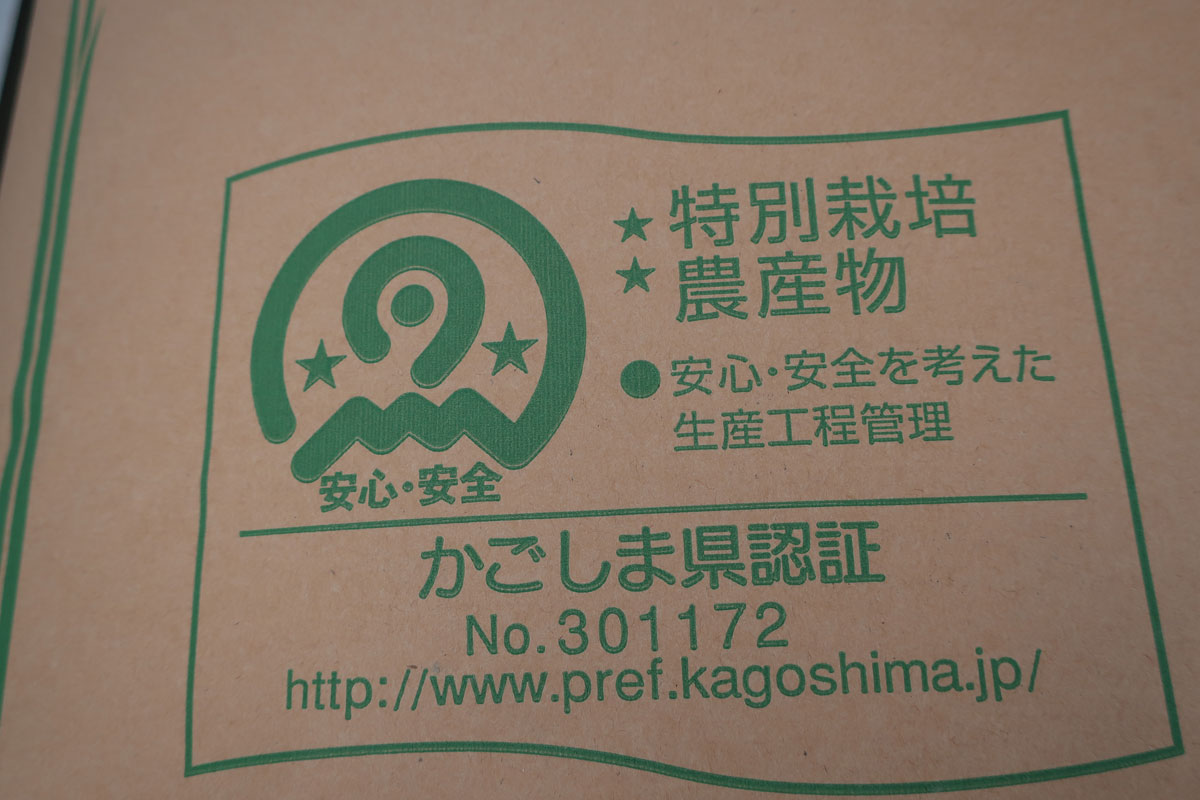 ★特別栽培
★農産物
●安心・安全を考えた
生産工程管理
安心・安全
かごしま県認証
No.301172
http://www.pref.kagoshima.jp/